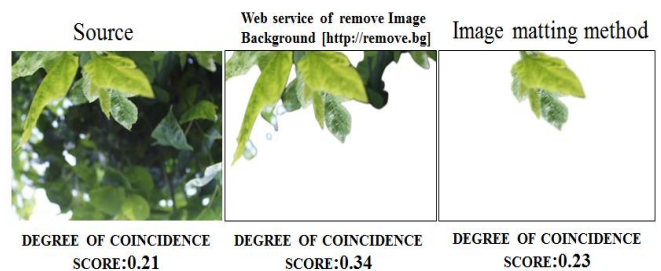 Source
Web service of remove Image
Background [http://remove.bg]
Image matting method
DEGREE OF COINCIDENCE
SCORE:0.21
DEGREE OF COINCIDENCE
SCORE:0.34
DEGREE OF COINCIDENCE
SCORE:0.23